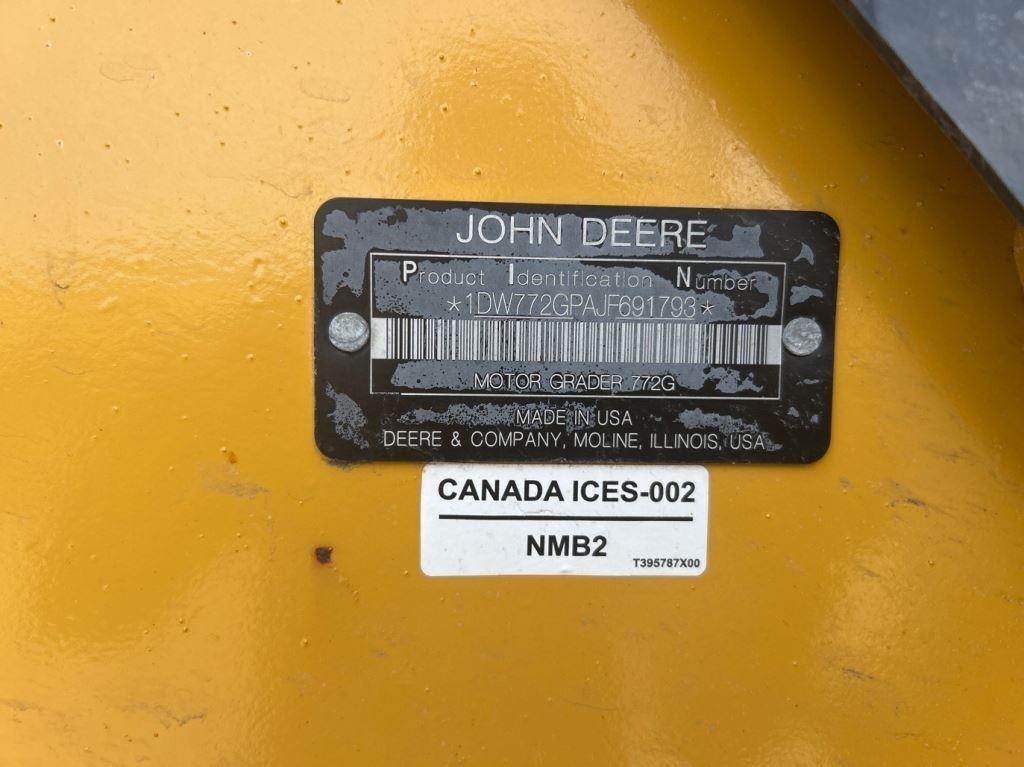 JOHN DEERE
Product Identification Number
*1DW772GPAJF691793*
MOTOR GRADER 772G
MADE IN USA
DEERE & COMPANY, MOLINE, ILLINOIS, USA
CANADA ICES-002
NMB2
T395787X00